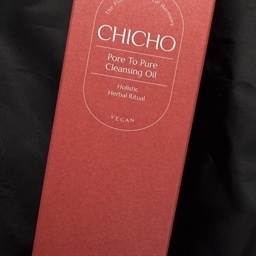 CHICHO
Pore To Pure
Cleansing Oil
Holistic
Herbal Ritual
VEGAN